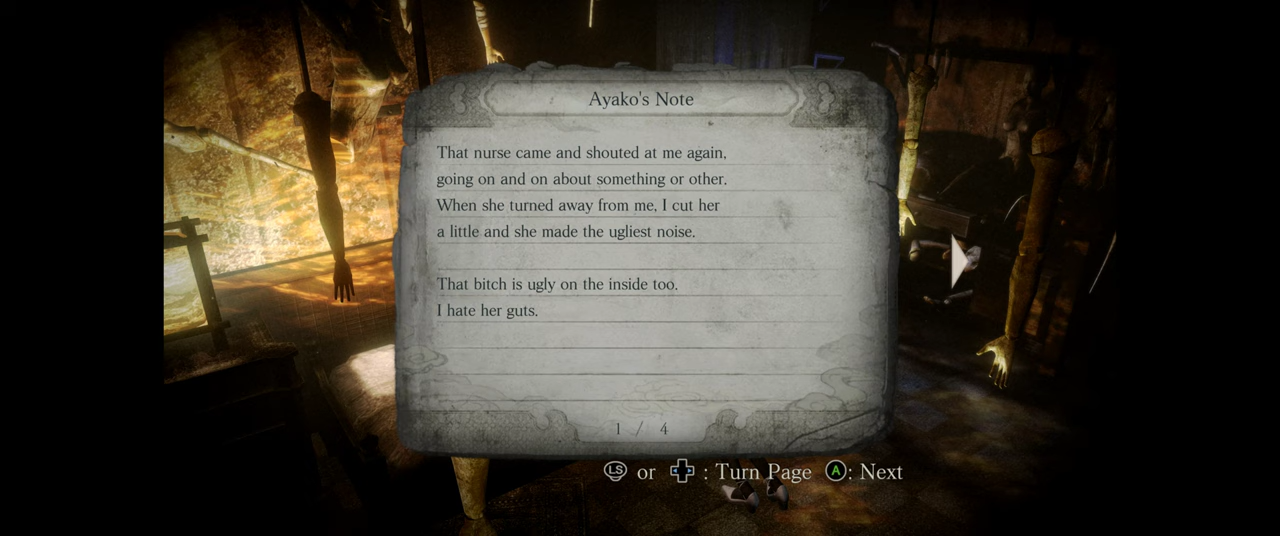 Ayako's Note
That nurse came and shouted at me again,
going on and on about something or other.
When she turned away from me, I cut her
a little and she made the ugliest noise.
That bitch is ugly on the inside too.
I hate her guts.
1 / 4
LS or : Turn Page A: Next